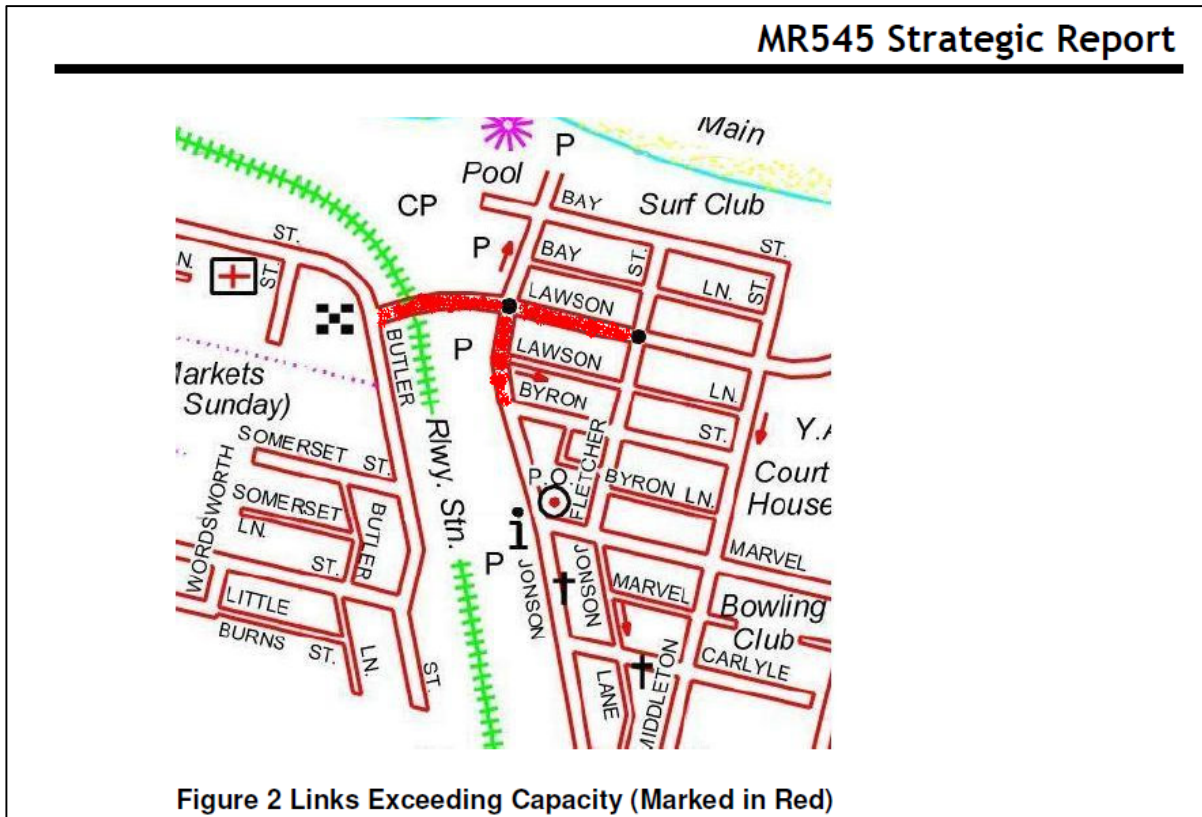 MR545 Strategic Report
Main
P
Pool
CP
BAY
Surf Club
ST.
ST.
P
BAY
ST.
N.
ST.
LN.
ST.
LAWSON
BUTLER
P
LAWSON
LN.
Markets
Sunday)
BYRON
ST.
Y.A
SOMERSET ST.
Rlwy. Stn.
FLETCHER
P.O.
BYRON LN.
Court
House
WORDSWORTH
SOMERSET
LN.
BUTLER
i
ST.
P
JONSON
JONSON
MARVEL
MARVEL
LITTLE
Bowling
Club
BURNS ST.
LN.
ST.
LANE
MIDDLETON
CARLYLE
Figure 2 Links Exceeding Capacity (Marked in Red)